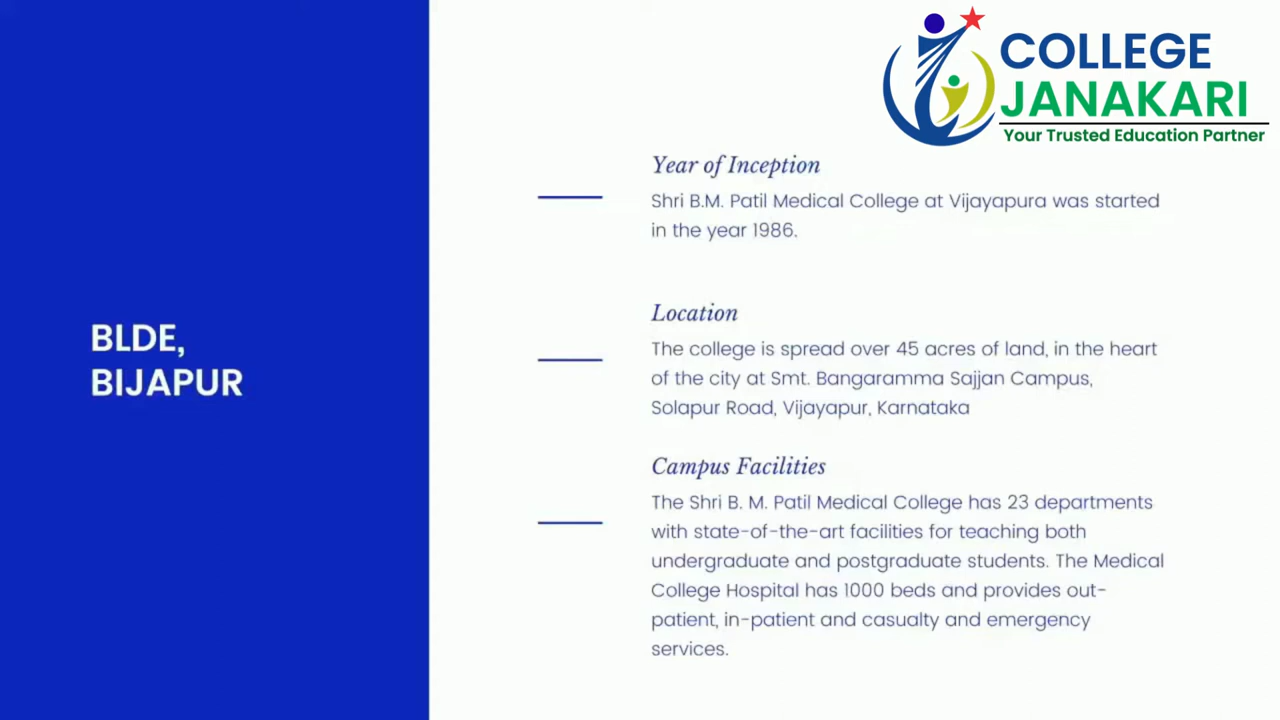 COLLEGE
JANAKARI
Your Trusted Education Partner
BLDE,
BIJAPUR
Year of Inception
Shri B.M. Patil Medical College at Vijayapura was started
in the year 1986.
Location
The college is spread over 45 acres of land, in the heart
of the city at Smt. Bangaramma Sajjan Campus,
Solapur Road, Vijayapur, Karnataka
Campus Facilities
The Shri B. M. Patil Medical College has 23 departments
with state-of-the-art facilities for teaching both
undergraduate and postgraduate students. The Medical
College Hospital has 1000 beds and provides out-
patient, in-patient and casualty and emergency
services.